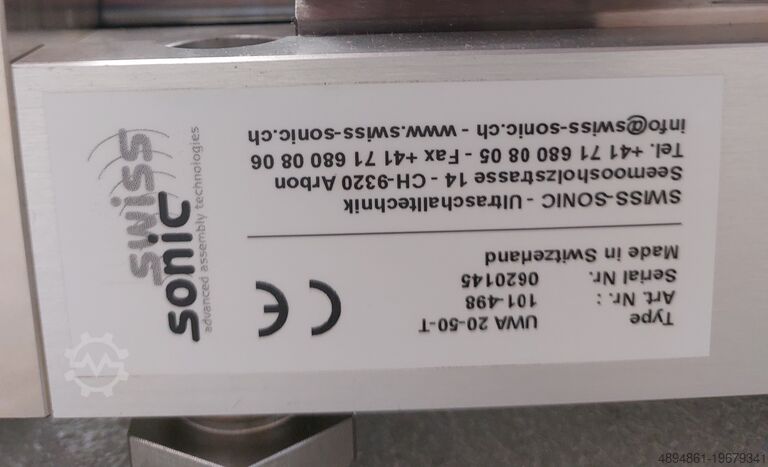 Type UWA 20-50-T
Art. Nr.: 101-498
Serial Nr. 0620145
Made in Switzerland
SWISS-SONIC - Ultraschalltechnik
Seemoosholzstrasse 14 - CH-9320 Arbon
Tel. +41 71 680 08 05 - Fax +41 71 680 08 06
info@swiss-sonic.ch - www.swiss-sonic.ch
CE
swiss
sonic
advanced assembly technologies
4894861-19679341